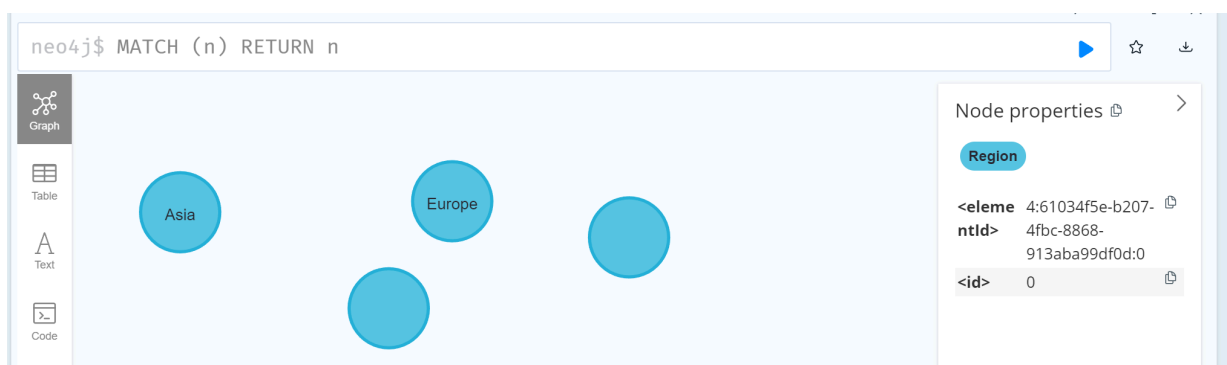 neo4j$ MATCH (n) RETURN n
Graph
Table
Text
Code
Asia
Europe
Node properties
Region
<eleme
ntId>
4:61034f5e-b207-
4fbc-8868-
913aba99df0d:0
<id> 0